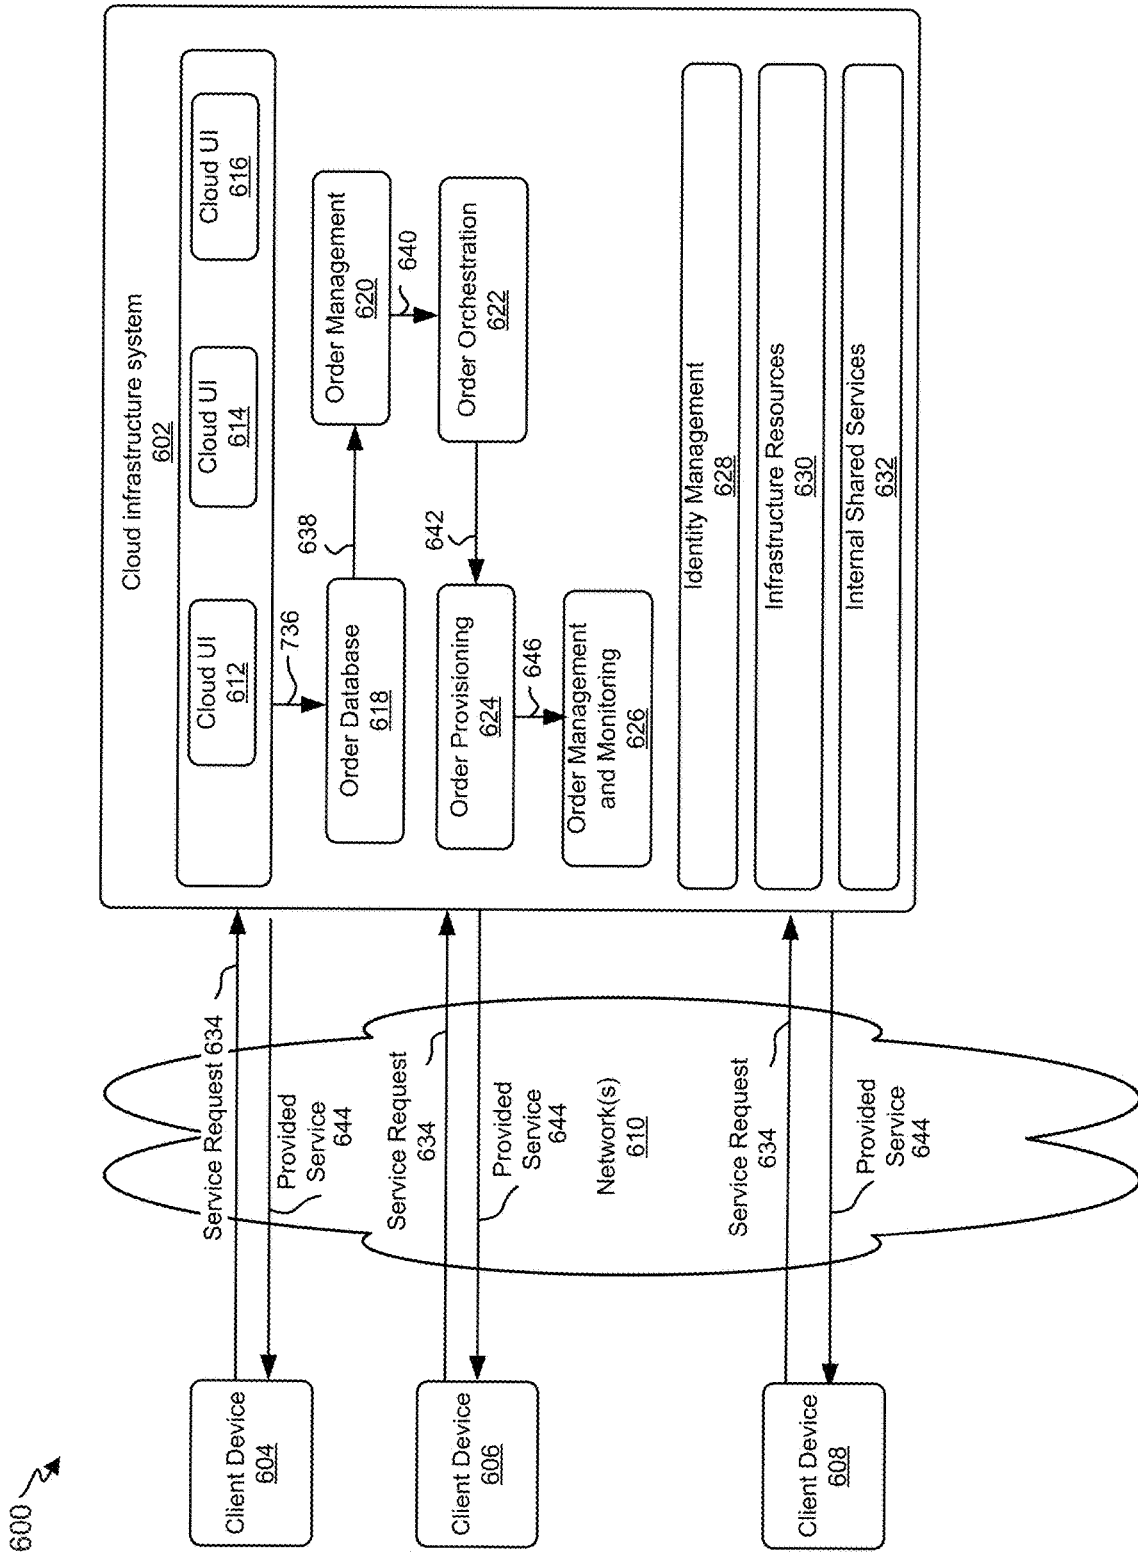 600
Client Device
604
Client Device
606
Client Device
608
Service Request 634
Provided
Service
644
Service Request
634
Provided
Service
644
Network(s)
610
Service Request
634
Provided
Service
644
Cloud infrastructure system
602
Cloud UI
612
Cloud UI
614
Cloud UI
616
736
Order Database
618
638
Order Management
620
640
Order Orchestration
622
642
Order Provisioning
624
646
Order Management
and Monitoring
626
Identity Management
628
Infrastructure Resources
630
Internal Shared Services
632